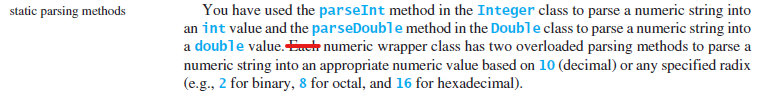 static parsing methods
You have used the parseInt method in the Integer class to parse a numeric string into
an int value and the parseDouble method in the Double class to parse a numeric string into
a double value. Each numeric wrapper class has two overloaded parsing methods to parse a
numeric string into an appropriate numeric value based on 10 (decimal) or any specified radix
(e.g., 2 for binary, 8 for octal, and 16 for hexadecimal).